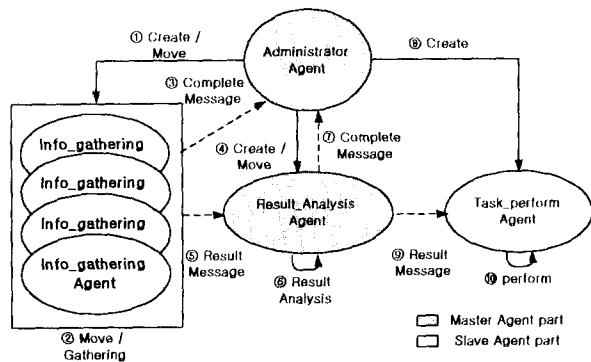 ① Create /
Move
Administrator
Agent
⑧ Create
③ Complete
Message
Info_gathering
Info_gathering
Info_gathering
Info_gathering
Agent
④ Create /
Move
⑦ Complete
Message
Result_Analysis
Agent
Task_perform
Agent
⑤ Result
Message
⑥ Result
Analysis
⑨ Result
Message
⑩ perform
② Move /
Gathering
Master Agent part
Slave Agent part